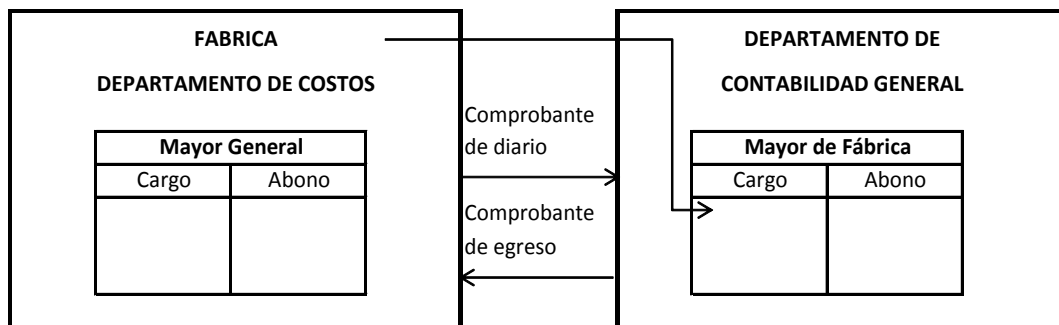 FABRICA
DEPARTAMENTO DE COSTOS
Mayor General
Cargo Abono
Comprobante
de diario
Comprobante
de egreso
DEPARTAMENTO DE
CONTABILIDAD GENERAL
Mayor de Fábrica
Cargo Abono